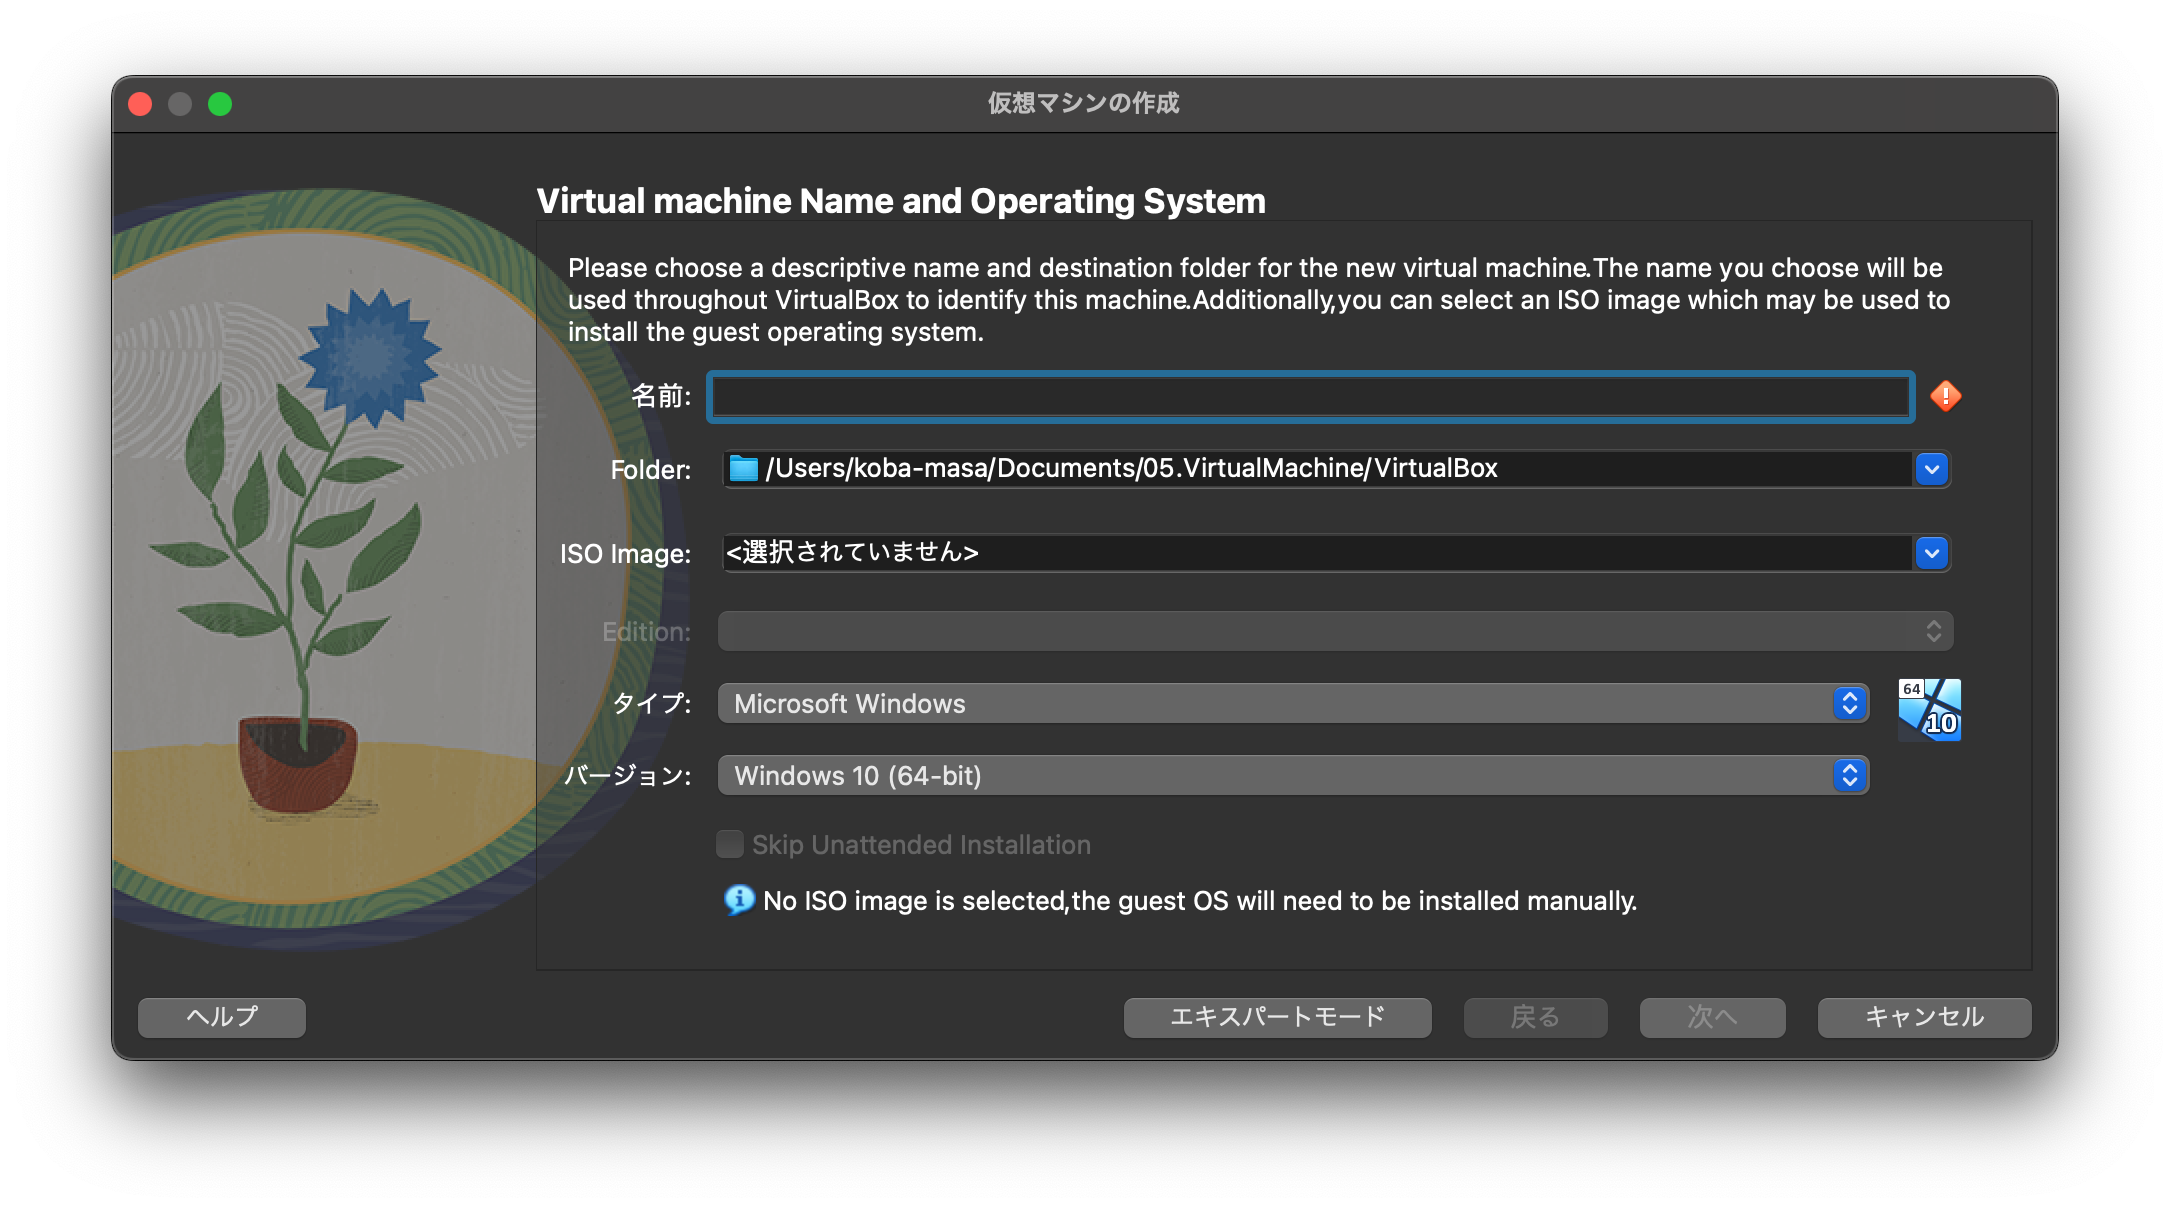 仮想マシンの作成
Virtual machine Name and Operating System
Please choose a descriptive name and destination folder for the new virtual machine.The name you choose will be
used throughout VirtualBox to identify this machine.Additionally,you can select an ISO image which may be used to
install the guest operating system.
名前:
Folder: /Users/koba-masa/Documents/05.VirtualMachine/VirtualBox
ISO Image: <選択されていません>
Edition:
タイプ: Microsoft Windows
64
10
バージョン: Windows 10 (64-bit)
Skip Unattended Installation
No ISO image is selected,the guest OS will need to be installed manually.
ヘルプ エキスパートモード 戻る 次へ キャンセル